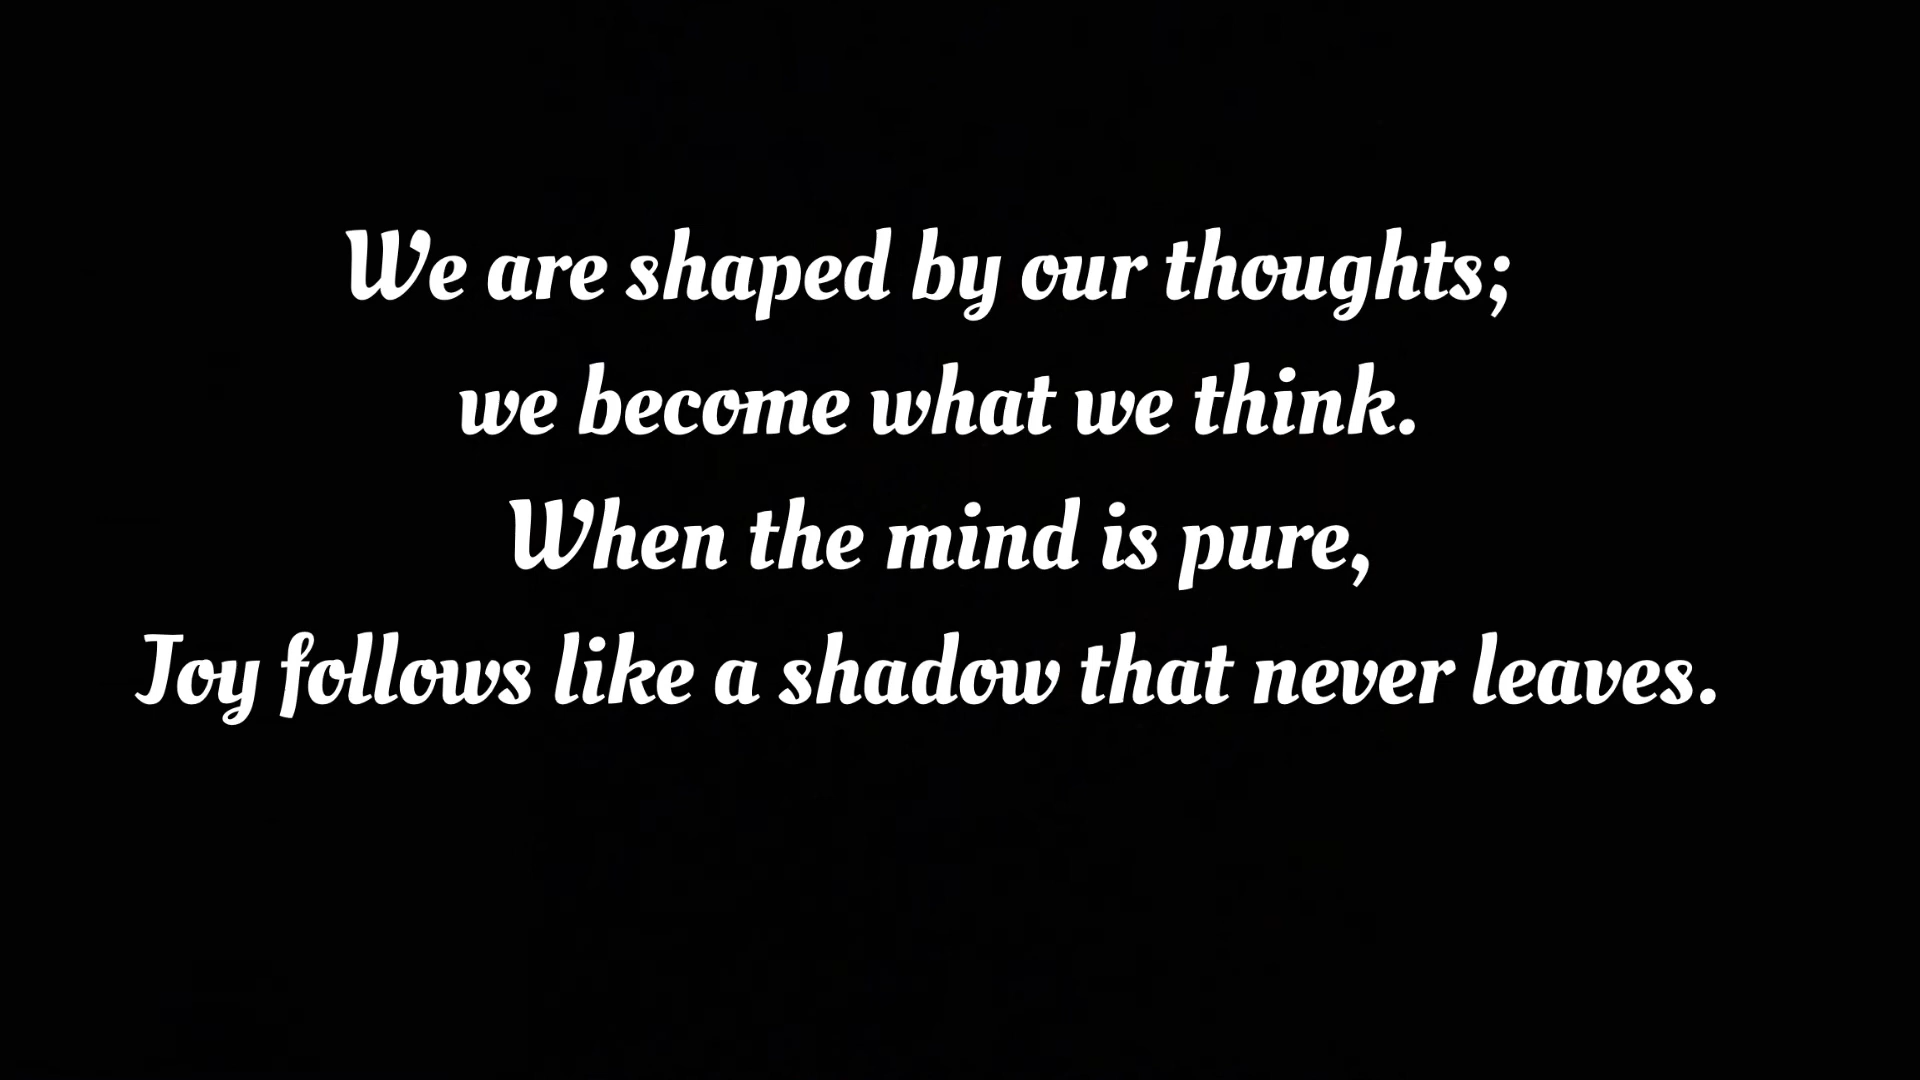 We are shaped by our thoughts;
we become what we think.
When the mind is pure,
Joy follows like a shadow that never leaves.